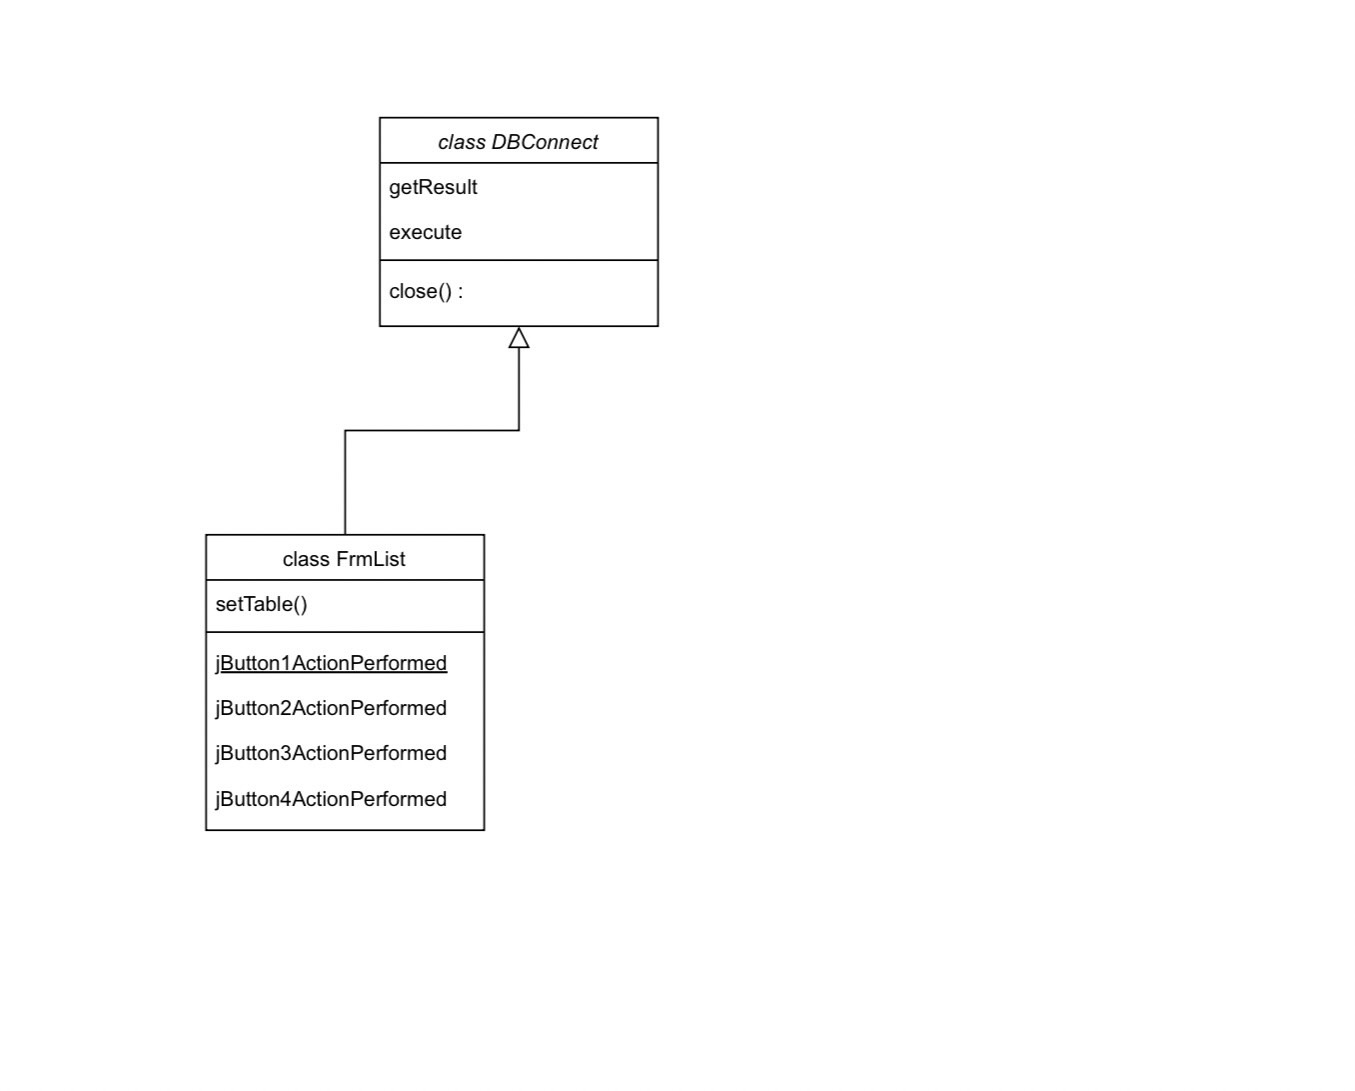 class DBConnect
getResult
execute
close() :
class FrmList
setTable()
jButton1ActionPerformed
jButton2ActionPerformed
jButton3ActionPerformed
jButton4ActionPerformed